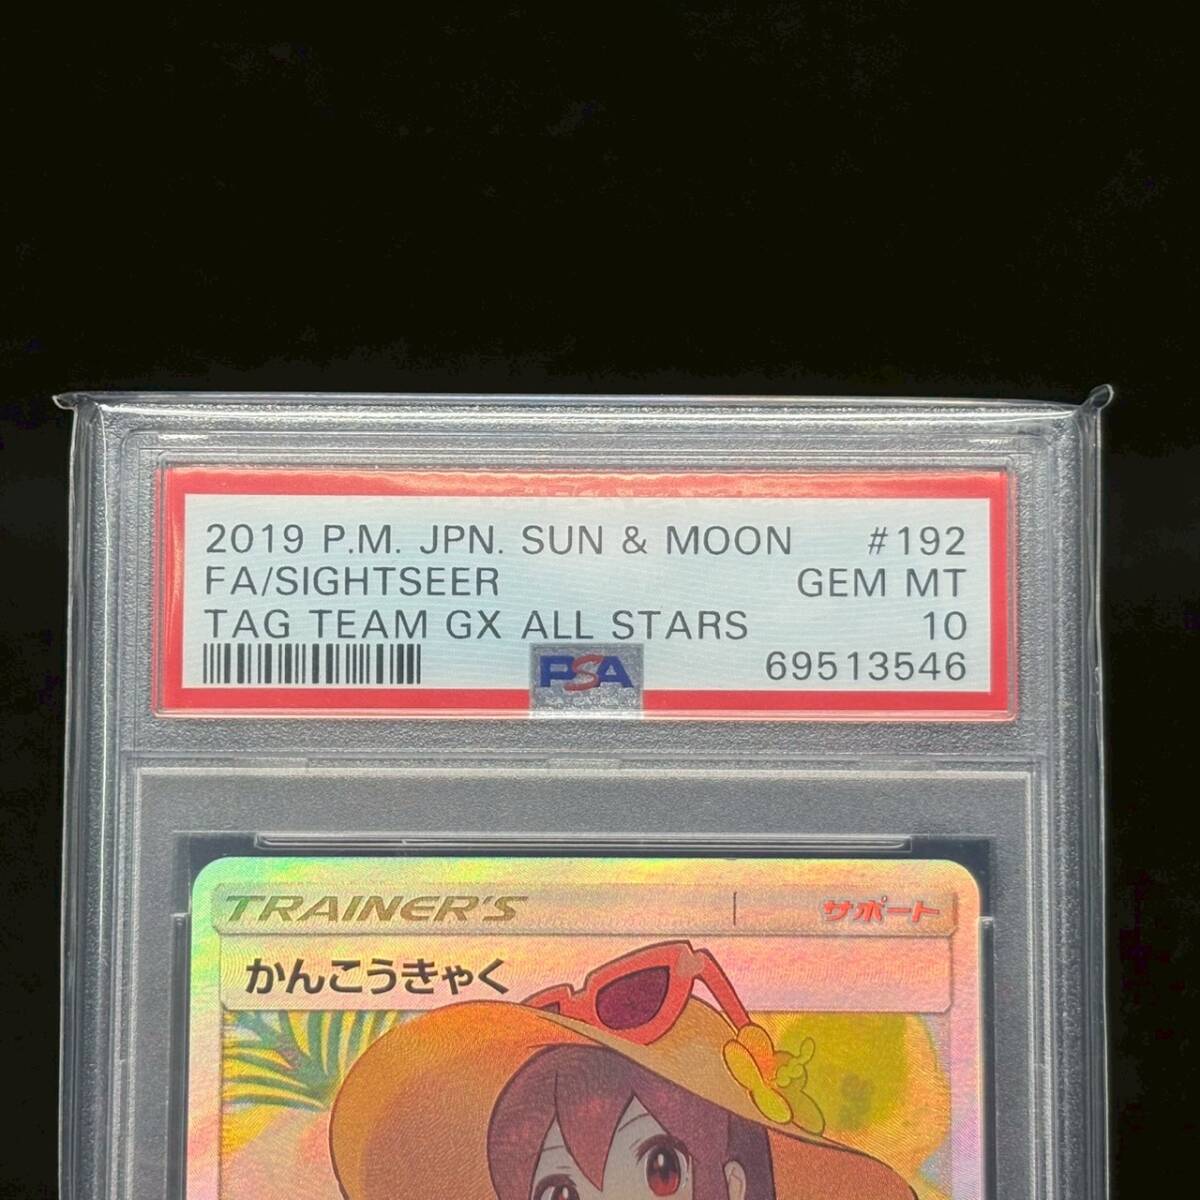 2019 P.M. JPN. SUN & MOON #192
FA/SIGHTSEER GEM MT
TAG TEAM GX ALL STARS 10
PSA 69513546
TRAINER'S サポート
かんこうきゃく